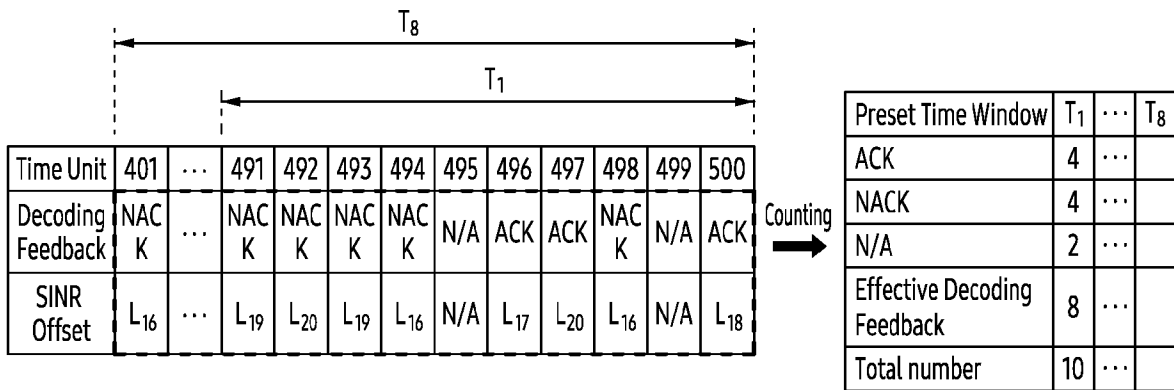 T8
T1
Time Unit 401 ... 491 492 493 494 495 496 497 498 499 500
Decoding Feedback NACK ... NACK NACK NACK NACK N/A ACK ACK NACK N/A ACK
SINR Offset L16 ... L19 L20 L19 L16 N/A L17 L20 L16 N/A L18
Counting
Preset Time Window T1 ... T8
ACK 4 ...
NACK 4 ...
N/A 2 ...
Effective Decoding Feedback 8 ...
Total number 10 ...